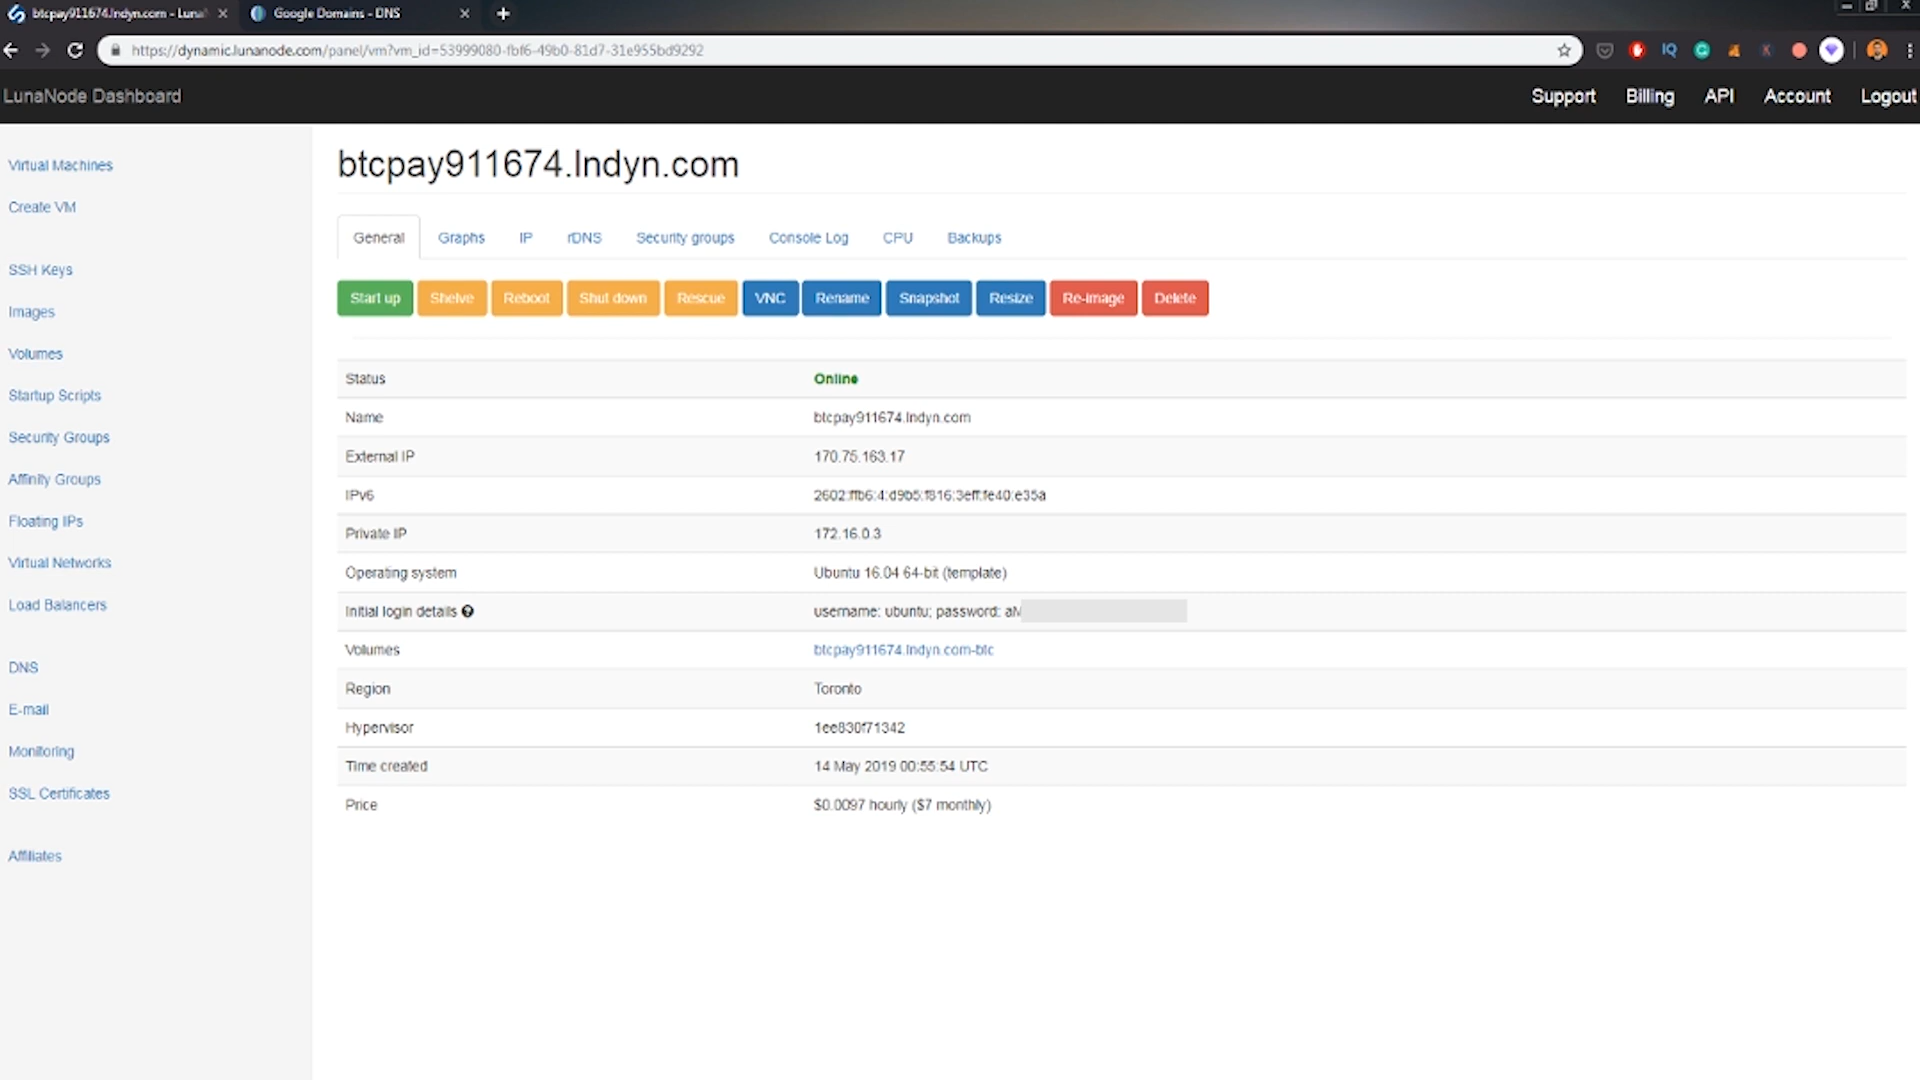 btcpay911674.lndyn.com - Luna
Google Domains - DNS
https://dynamic.lunanode.com/panel/vm?vm_id=53999080-fbf6-49b0-81d7-31e955bd9292
IQ
LunaNode Dashboard
Support Billing API Account Logout
Virtual Machines
Create VM
SSH Keys
Images
Volumes
Startup Scripts
Security Groups
Affinity Groups
Floating IPs
Virtual Networks
Load Balancers
DNS
E-mail
Monitoring
SSL Certificates
Affiliates
btcpay911674.lndyn.com
General Graphs IP rDNS Security groups Console Log CPU Backups
Start up Shelve Reboot Shut down Rescue VNC Rename Snapshot Resize Re-image Delete
Status Online
Name btcpay911674.lndyn.com
External IP 170.75.163.17
IPv6 2602:ffb6:4:d9b5:f816:3eff:fe40:e35a
Private IP 172.16.0.3
Operating system Ubuntu 16.04 64-bit (template)
Initial login details username: ubuntu; password: aM
Volumes btcpay911674.lndyn.com-btc
Region Toronto
Hypervisor 1ee830f71342
Time created 14 May 2019 00:55:54 UTC
Price $0.0097 hourly ($7 monthly)